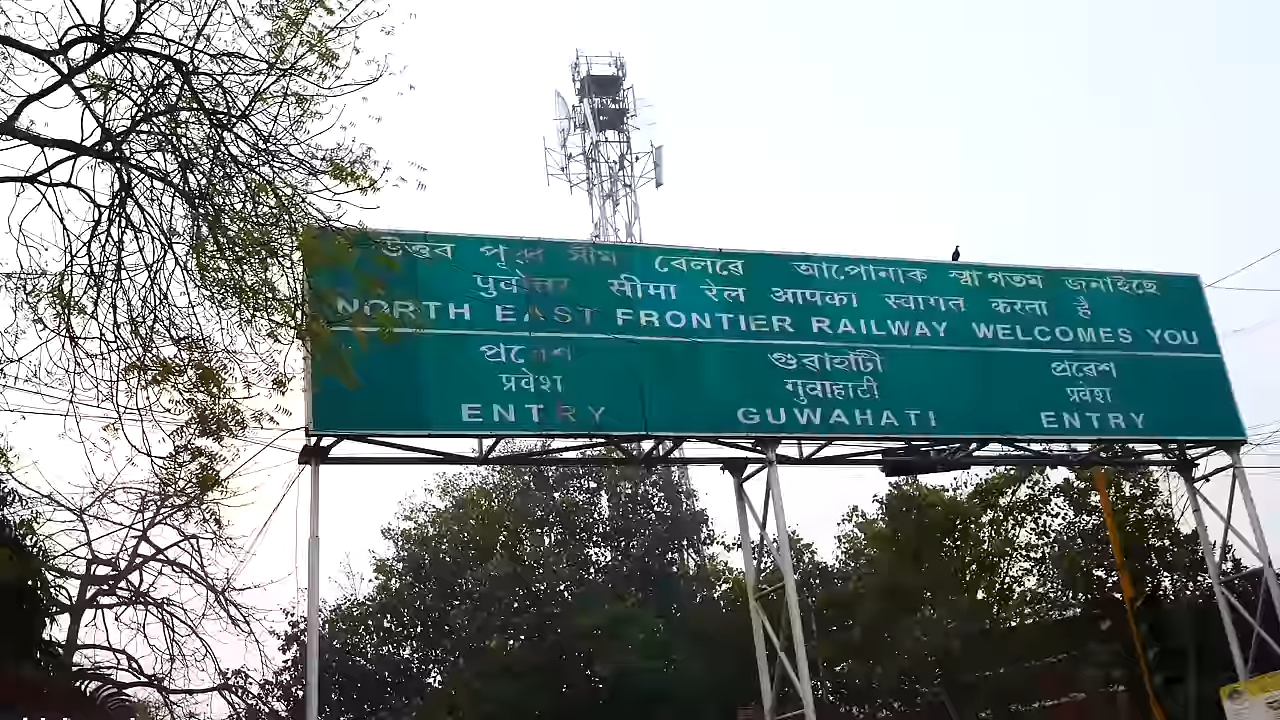 উত্তৰ পূৰ্ব সীমা ৰেলৱে আপোনাক স্বাগতম জনাইছে
पुर्वोत्तर सीमा रेल आपका स्वागत करता है
NORTH EAST FRONTIER RAILWAY WELCOMES YOU
প্ৰৱেশ গুৱাহাটী প্ৰৱেশ
प्रवेश गुवाहाटी प्रवेश
ENTRY GUWAHATI ENTRY